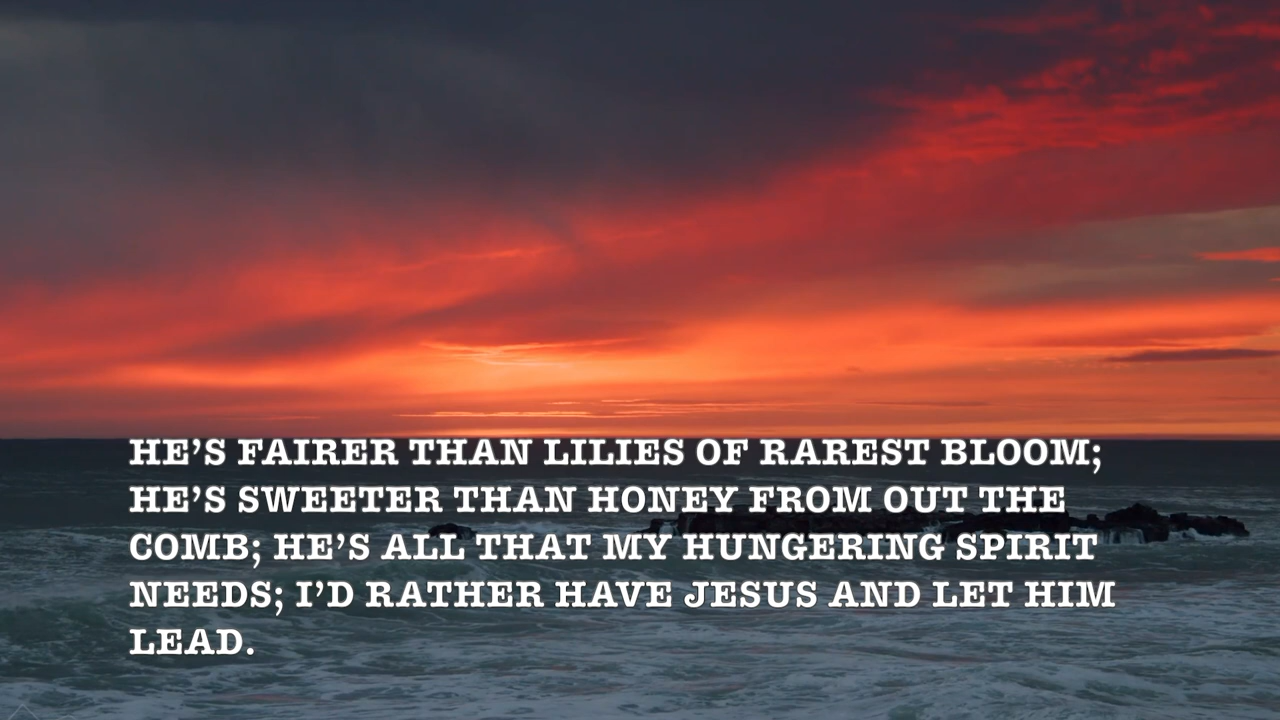 HE’S FAIRER THAN LILIES OF RAREST BLOOM;
HE’S SWEETER THAN HONEY FROM OUT THE
COMB; HE’S ALL THAT MY HUNGERING SPIRIT
NEEDS; I’D RATHER HAVE JESUS AND LET HIM
LEAD.